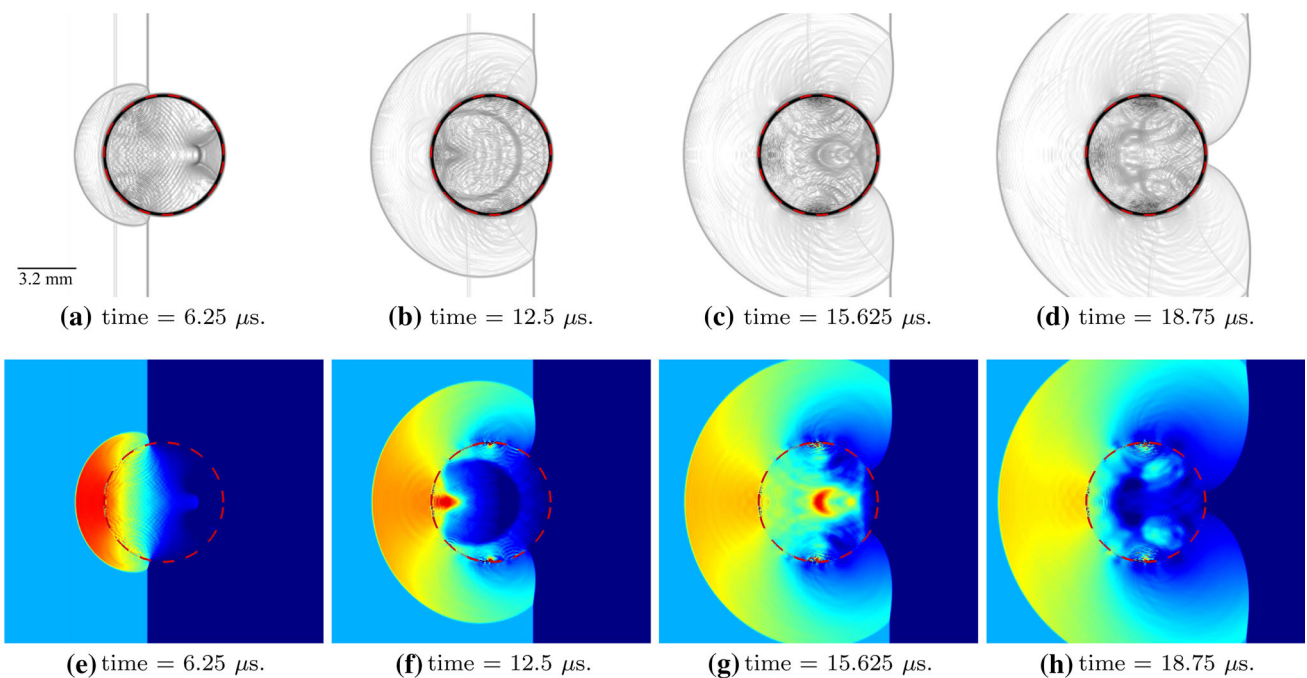 3.2 mm
(a) time = 6.25 μs.
(b) time = 12.5 μs.
(c) time = 15.625 μs.
(d) time = 18.75 μs.
(e) time = 6.25 μs.
(f) time = 12.5 μs.
(g) time = 15.625 μs.
(h) time = 18.75 μs.